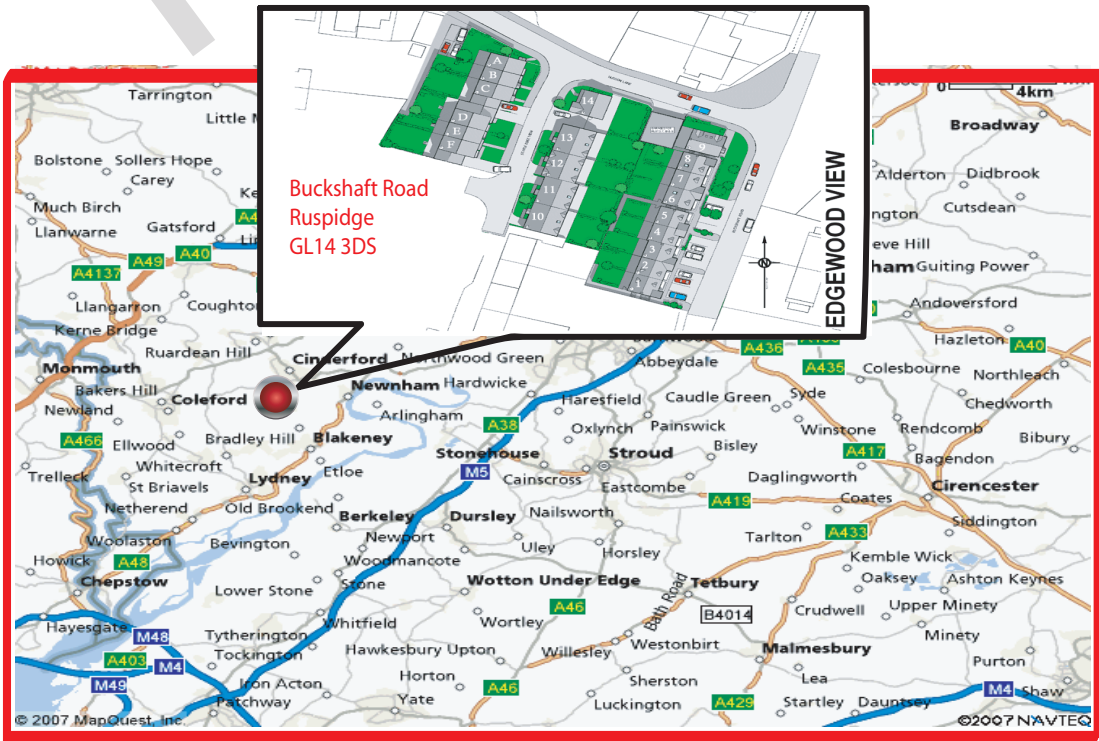 A
B
C
D
E
F
14
13
12
11
10
9
8
7
6
5
4
3
2
1
N
EDGEWOOD VIEW
Buckshaft Road
Ruspidge
GL14 3DS
0
4km
Tarrington
Broadway
Bolstone
Sollers Hope
Carey
Alderton
Didbrook
Much Birch
Cutsdean
Llanwarne
Gatsford
A40
A49
A4137
Guiting Power
Llangarron
Andoversford
Kerne Bridge
Ruardean Hill
Hazleton
A40
Cinderford
Northwood Green
Abbeydale
A436
A435
Colesbourne
Northleach
Monmouth
Bakers Hill
Coleford
Newnham
Hardwicke
Haresfield
Caudle Green
Syde
Chedworth
Newland
Arlingham
A38
Oxlynch
Painswick
Winstone
Rendcomb
Bibury
A466
Ellwood
Bradley Hill
Blakeney
Stonehouse
Stroud
Bisley
A417
Bagendon
Trelleck
Whitecroft
Etloe
M5
Cainscross
Eastcombe
Daglingworth
Cirencester
St Briavels
Lydney
A419
Coates
Netherend
Old Brookend
Berkeley
Dursley
Nailsworth
Siddington
Woolaston
Bevington
Newport
Uley
Horsley
Tarlton
A433
Howick
A48
Woodmancote
Kemble Wick
Chepstow
Lower Stone
Stone
Wotton Under Edge
Bath Road
Tetbury
Oaksey
Ashton Keynes
A46
B4014
Crudwell
Upper Minety
Hayesgate
M48
Tytherington
Whitfield
Wortley
Minety
A403
M4
Tockington
Hawkesbury Upton
Willesley
Westonbirt
Malmesbury
Purton
M49
Iron Acton
Horton
A46
Sherston
Lea
M4
Shaw
Patchway
Yate
Luckington
A429
Startley
Dauntsey
© 2007 MapQuest, Inc.
©2007 NAVTEQ